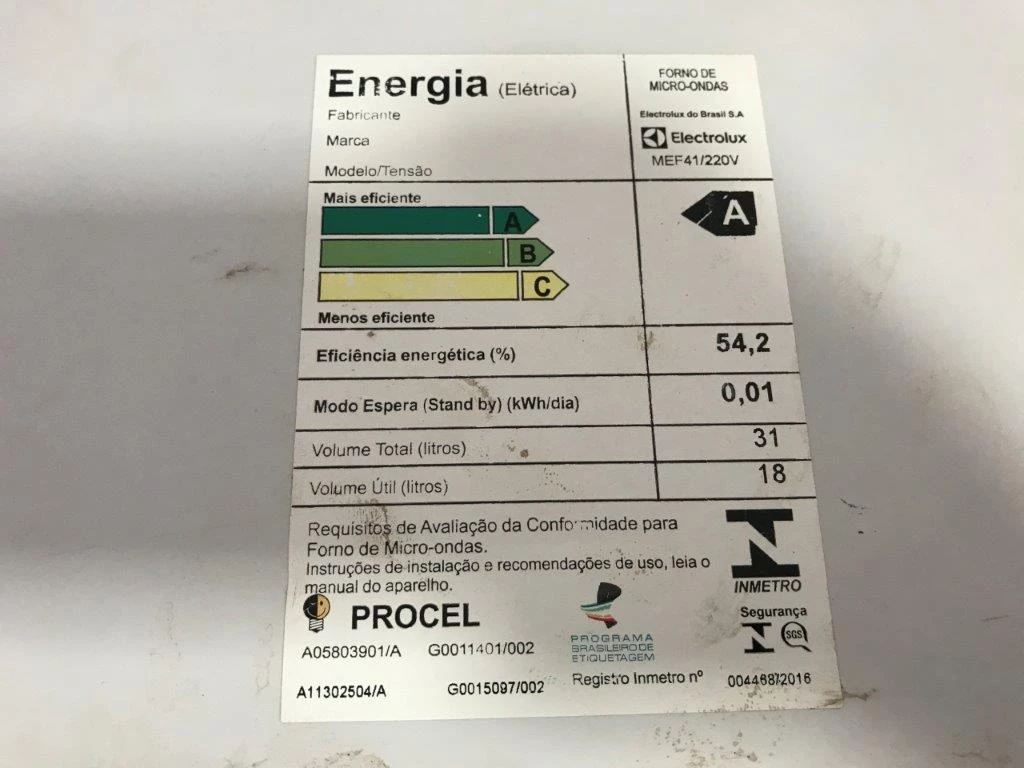 Energia (Elétrica)
FORNO DE
MICRO-ONDAS
Fabricante
Electrolux do Brasil S.A
Marca
Electrolux
Modelo/Tensão
MEF41/220V
Mais eficiente
A
A
B
C
Menos eficiente
Eficiência energética (%) 54,2
Modo Espera (Stand by) (kWh/dia) 0,01
Volume Total (litros) 31
Volume Útil (litros) 18
Requisitos de Avaliação da Conformidade para
Forno de Micro-ondas.
Instruções de instalação e recomendações de uso, leia o
manual do aparelho.
INMETRO
PROCEL
PROGRAMA
BRASILEIRO DE
ETIQUETAGEM
Segurança
SGS
A05803901/A G0011401/002
A11302504/A G0015097/002
Registro Inmetro nº 004468/2016